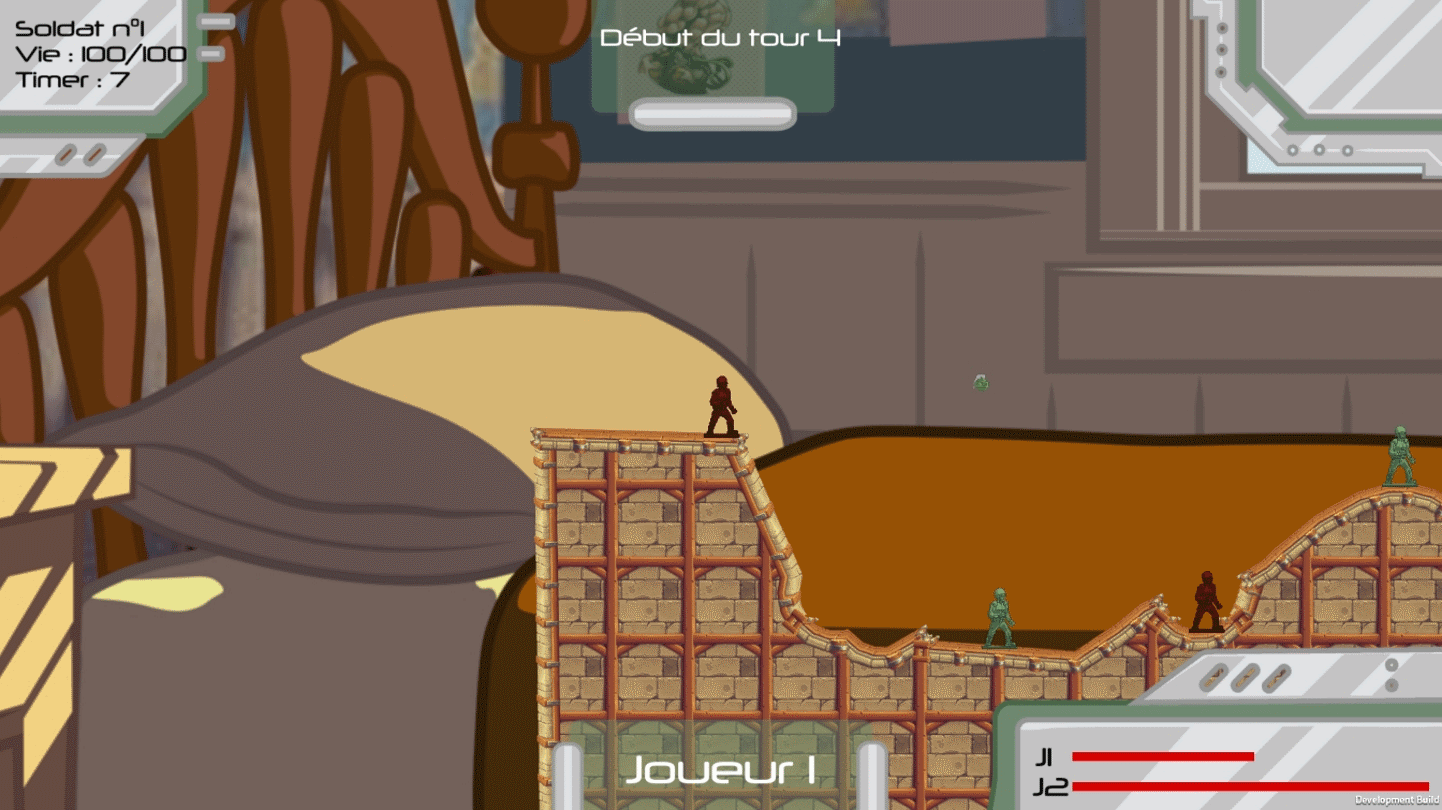 Soldat n°1
Vie : 100/100
Timer : 7
Début du tour 4
Joueur 1
J1
J2
Development Build